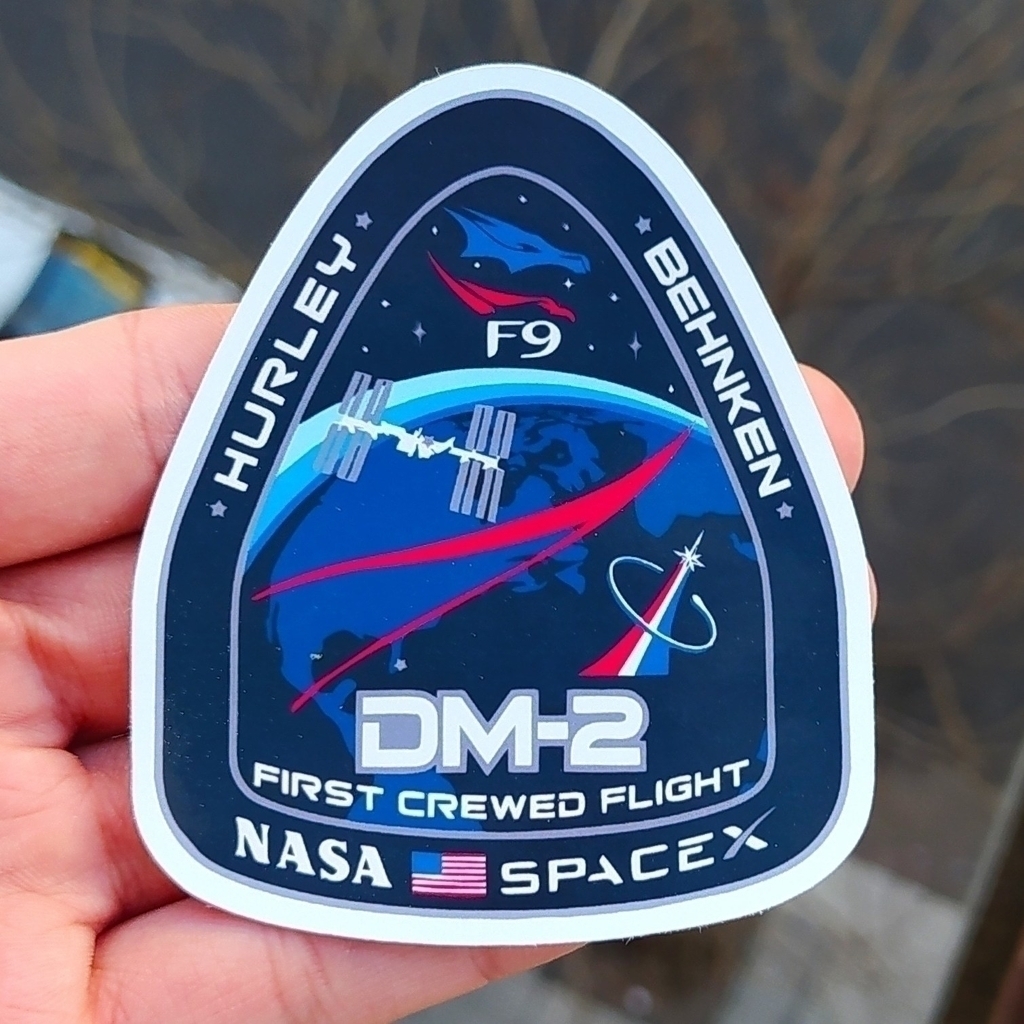 HURLEY
BEHNKEN
F9
DM-2
FIRST CREWED FLIGHT
NASA SPACEX